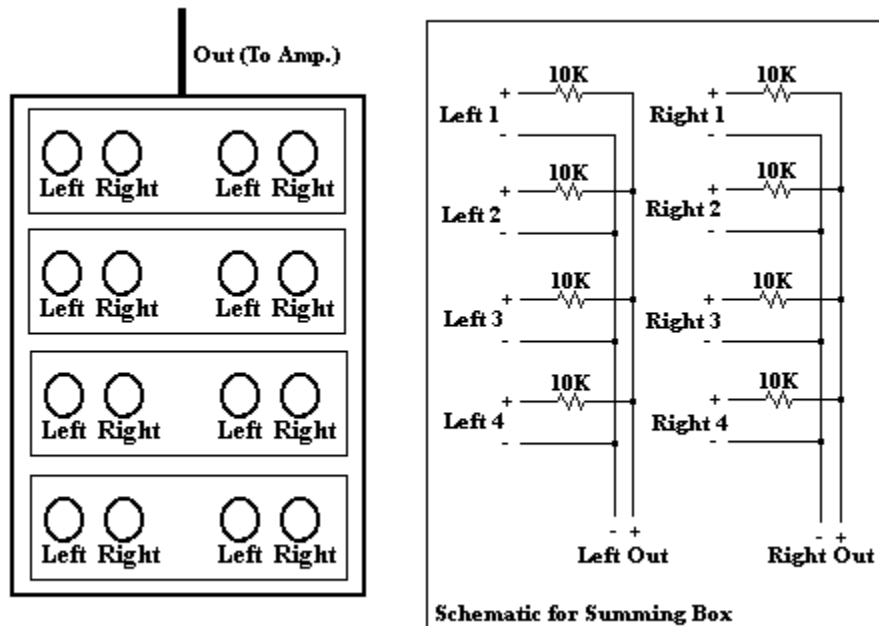 Out (To Amp.)
Left Right Left Right
Left Right Left Right
Left Right Left Right
Left Right Left Right
10K 10K
+ +
Left 1 Right 1
- -
10K 10K
+ +
Left 2 Right 2
- -
10K 10K
+ +
Left 3 Right 3
- -
10K 10K
+ +
Left 4 Right 4
- -
- + - +
Left Out Right Out
Schematic for Summing Box